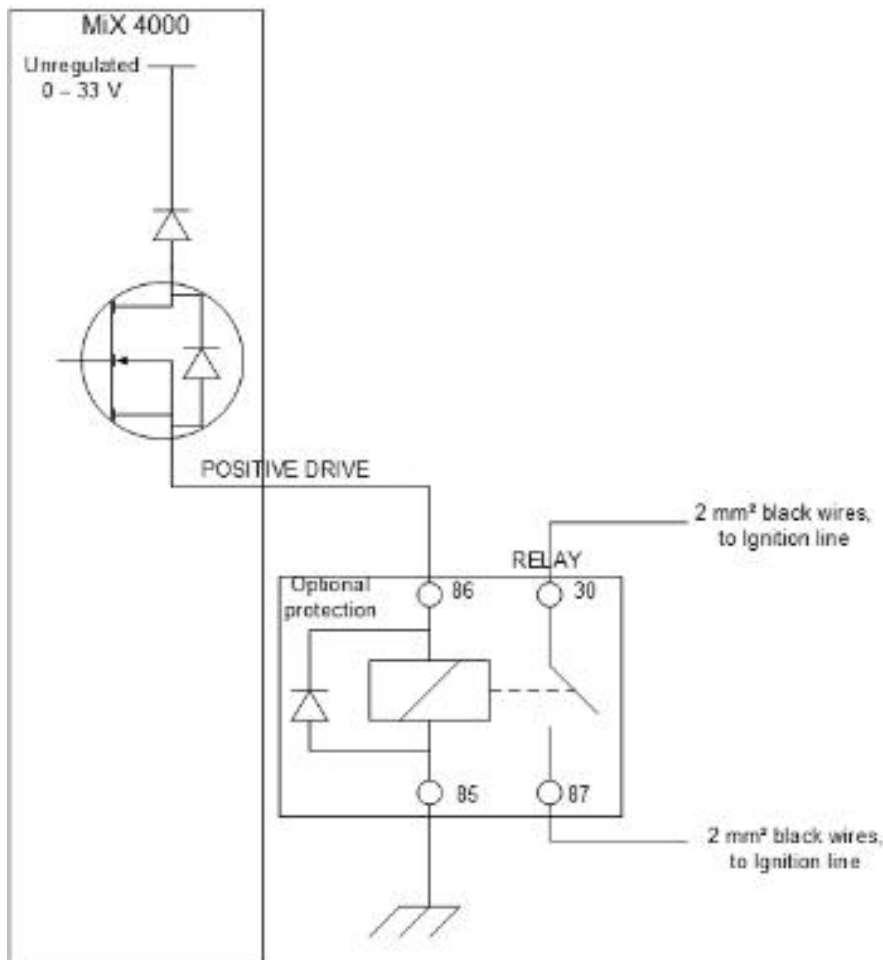 MiX 4000
Unregulated
0 – 33 V
POSITIVE DRIVE
2 mm² black wires,
to Ignition line
RELAY
Optional
protection
86
30
85
87
2 mm² black wires,
to Ignition line